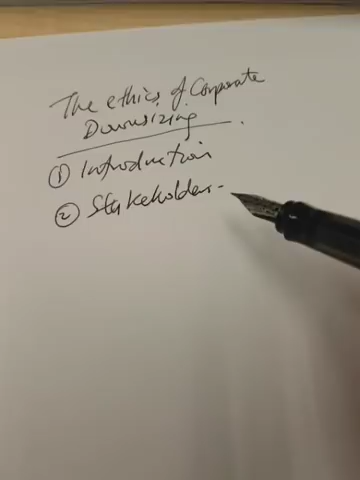 The ethics of Corporate
Downsizing
① Introduction
② Stakeholders -